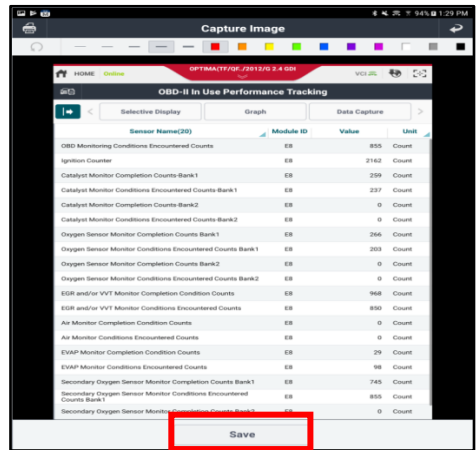 94% 1:29 PM
Capture Image
HOME Online OPTIMA(TF/QF./2012/G 2.4 GDI VCI
OBD-II In Use Performance Tracking
< Selective Display Graph Data Capture >
Sensor Name(20) Module ID Value Unit
OBD Monitoring Conditions Encountered Counts E8 855 Count
Ignition Counter E8 2162 Count
Catalyst Monitor Completion Counts-Bank1 E8 259 Count
Catalyst Monitor Conditions Encountered Counts-Bank1 E8 237 Count
Catalyst Monitor Completion Counts-Bank2 E8 0 Count
Catalyst Monitor Conditions Encountered Counts-Bank2 E8 0 Count
Oxygen Sensor Monitor Completion Counts Bank1 E8 266 Count
Oxygen Sensor Monitor Conditions Encountered Counts Bank1 E8 203 Count
Oxygen Sensor Monitor Completion Counts Bank2 E8 0 Count
Oxygen Sensor Monitor Conditions Encountered Counts Bank2 E8 0 Count
EGR and/or VVT Monitor Completion Condition Counts E8 968 Count
EGR and/or VVT Monitor Conditions Encountered Counts E8 850 Count
Air Monitor Completion Condition Counts E8 0 Count
Air Monitor Conditions Encountered Counts E8 0 Count
EVAP Monitor Completion Condition Counts E8 29 Count
EVAP Monitor Conditions Encountered Counts E8 98 Count
Secondary Oxygen Sensor Monitor Completion Counts Bank1 E8 745 Count
Secondary Oxygen Sensor Monitor Conditions Encountered
Counts Bank1 E8 855 Count
Secondary Oxygen Sensor Monitor Completion Counts Bank2 E8 0 Count
Save